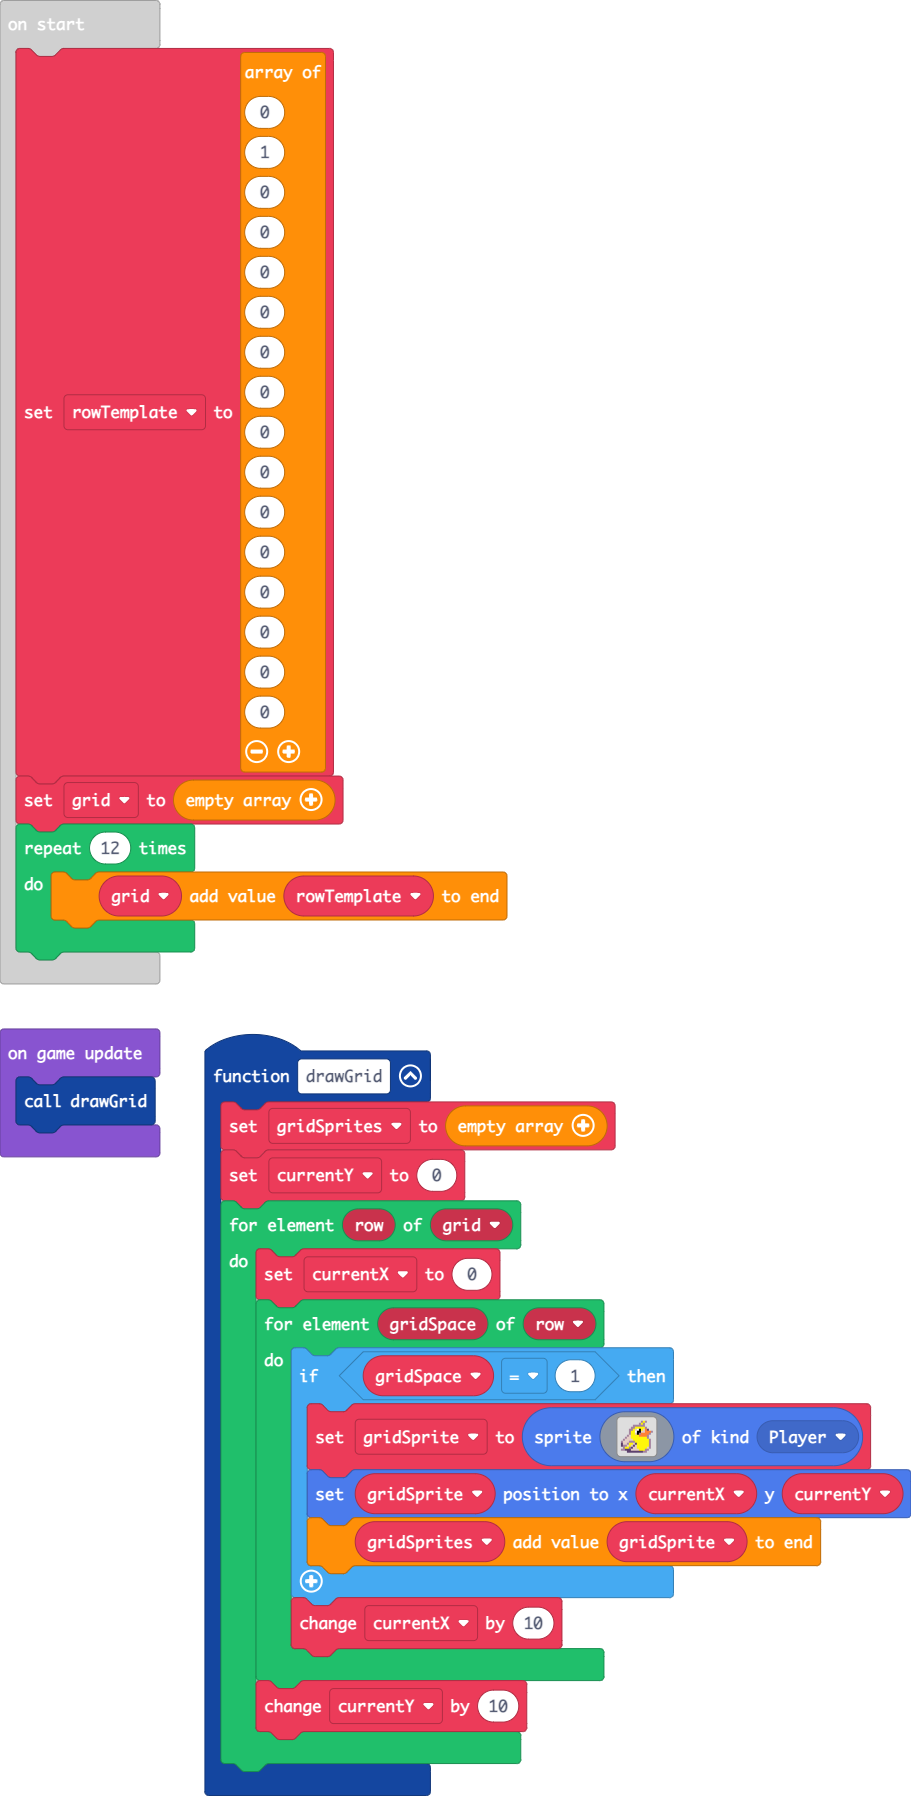 on start
array of
0
1
0
0
0
0
0
0
set rowTemplate to
0
0
0
0
0
0
0
0
set grid to empty array
repeat 12 times
do
grid add value rowTemplate to end
on game update
call drawGrid
function drawGrid
set gridSprites to empty array
set currentY to 0
for element row of grid
do
set currentX to 0
for element gridSpace of row
do
if gridSpace = 1 then
set gridSprite to sprite of kind Player
set gridSprite position to x currentX y currentY
gridSprites add value gridSprite to end
change currentX by 10
change currentY by 10